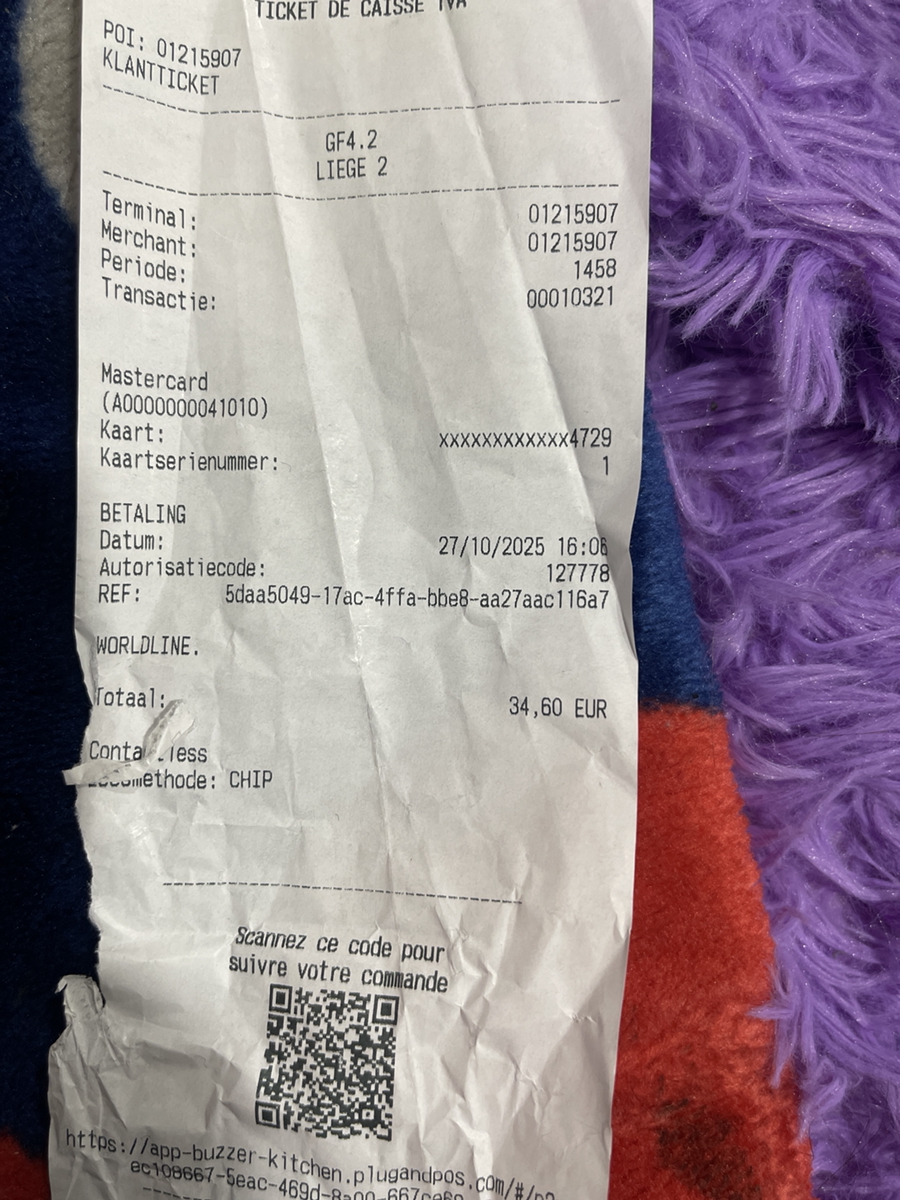 TICKET DE CAISSE TVA
POI: 01215907
KLANTTICKET
GF4.2
LIEGE 2
Terminal: 01215907
Merchant: 01215907
Periode: 1458
Transactie: 00010321
Mastercard
(A0000000041010)
Kaart: xxxxxxxxxxxx4729
Kaartserienummer: 1
BETALING
Datum: 27/10/2025 16:06
Autorisatiecode: 127778
REF: 5daa5049-17ac-4ffa-bbe8-aa27aac116a7
WORLDLINE.
Totaal: 34,60 EUR
Contactless
methode: CHIP
Scannez ce code pour
suivre votre commande
https://app-buzzer-kitchen.plugandpos.com/#/